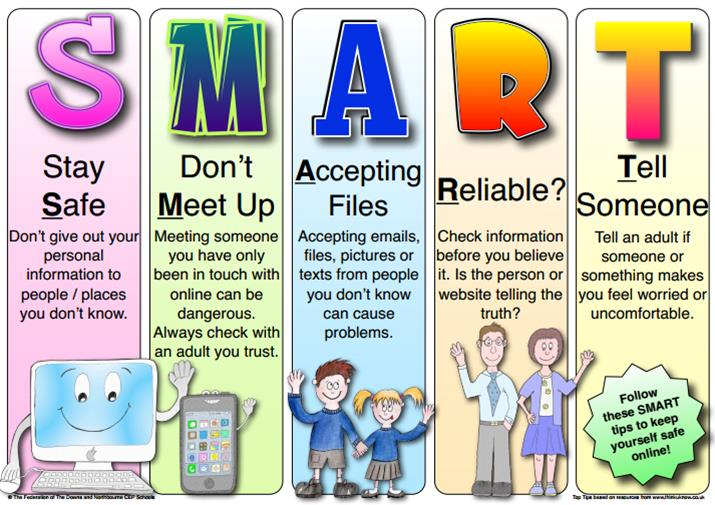 S
Stay
Safe
Don't give out your
personal
information to
people / places
you don't know.
M
Don't
Meet Up
Meeting someone
you have only
been in touch with
online can be
dangerous.
Always check with
an adult you trust.
A
Accepting
Files
Accepting emails,
files, pictures or
texts from people
you don't know
can cause
problems.
R
Reliable?
Check information
before you believe
it. Is the person or
website telling the
truth?
T
Tell
Someone
Tell an adult if
someone or
something makes
you feel worried or
uncomfortable.
Follow
these SMART
tips to keep
yourself safe
online!
© The Federation of The Downs and Northbourne CEP Schools
Top Tips based on resources from www.thinkuknow.co.uk